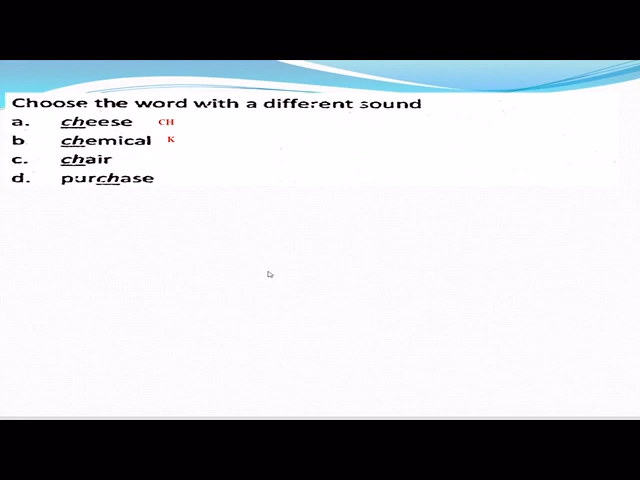 Choose the word with a different sound
a. cheese CH
b chemical K
c. chair
d. purchase